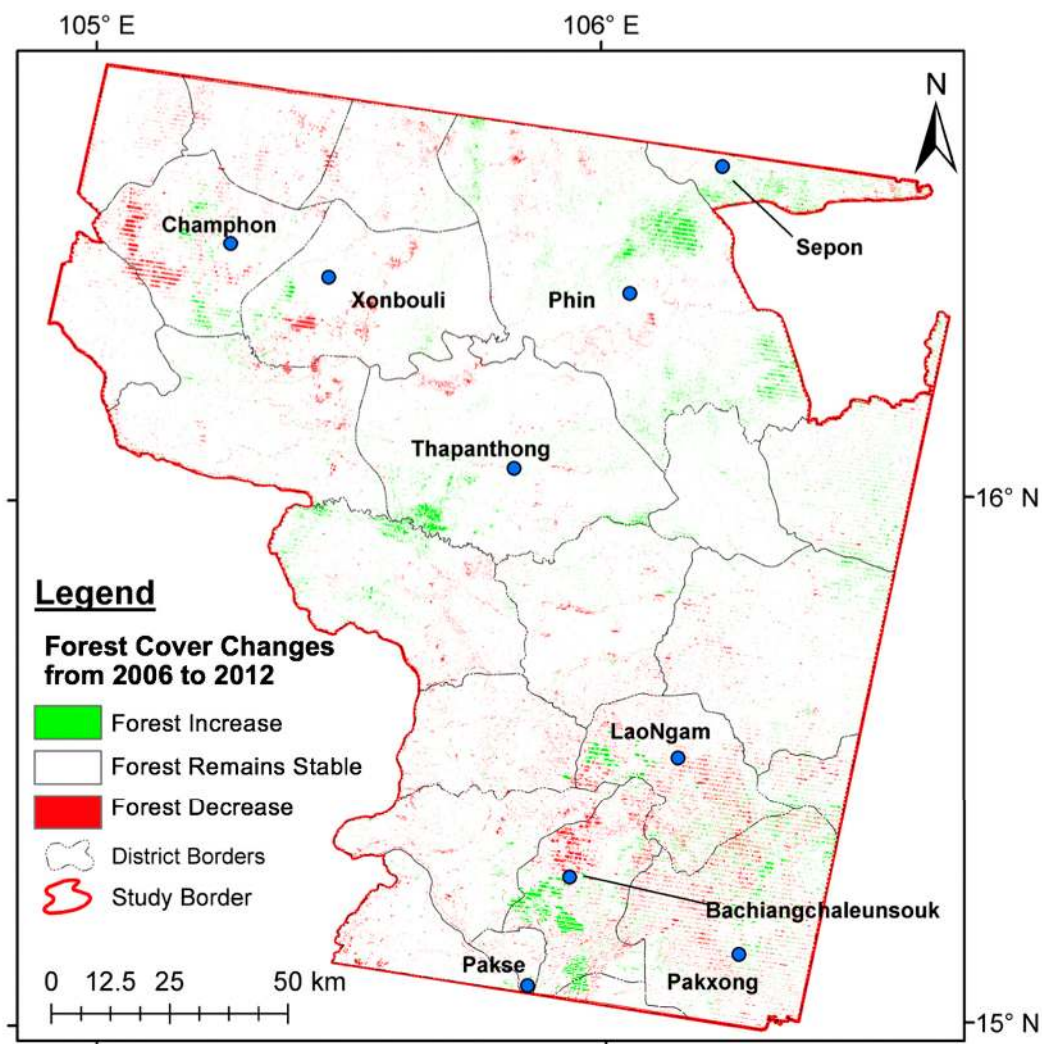 105° E
106° E
N
Champhon
Sepon
Xonbouli
Phin
Thapanthong
16° N
Legend
Forest Cover Changes
from 2006 to 2012
Forest Increase
LaoNgam
Forest Remains Stable
Forest Decrease
District Borders
Study Border
Bachiangchaleunsouk
Pakse
Pakxong
0 12.5 25 50 km
15° N